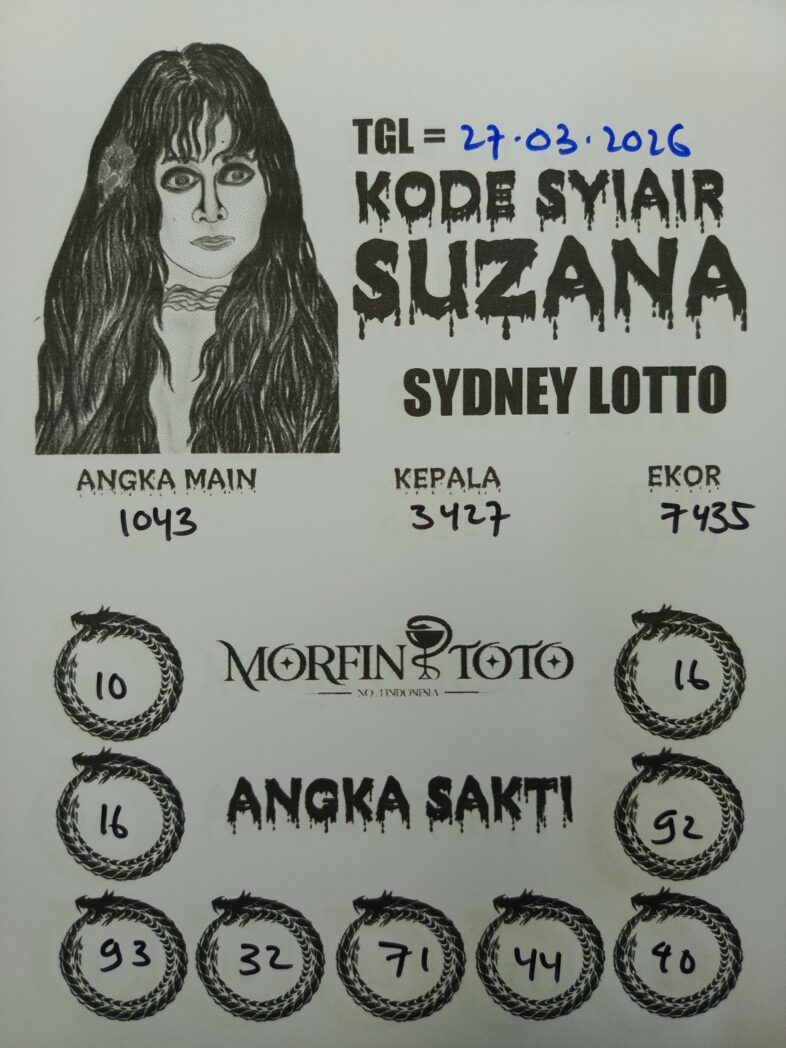 TGL = 27.03.2026
KODE SYIAIR
SUZANA
SYDNEY LOTTO
ANGKA MAIN KEPALA EKOR
1043 3427 7435
MORFIN TOTO
NO.1 INDONESIA
10 16
ANGKA SAKTI
16 92
93 32 71 44 40